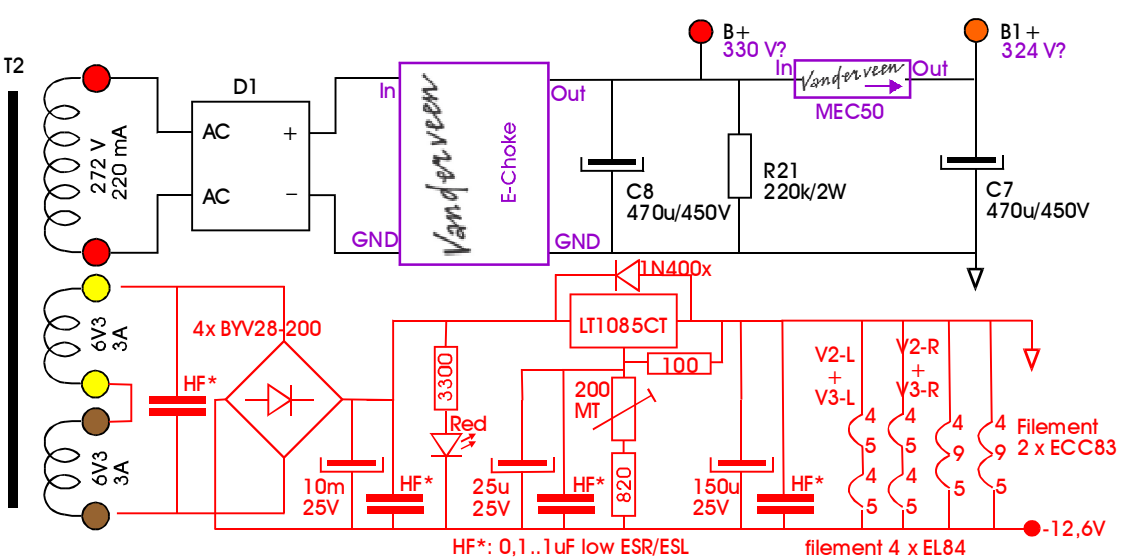 T2
272 V
220 mA
6V3
3A
6V3
3A
D1
AC
+
AC
−
In
Out
GND
GND
Vanderveen
E-Choke
B+
330 V?
B1+
324 V?
In
Vanderveen
Out
MEC50
C8
470u/450V
R21
220k/2W
C7
470u/450V
4x BYV28-200
HF*
10m
25V
HF*
3300
Red
1N400x
LT1085CT
100
200
MT
820
25u
25V
HF*
150u
25V
HF*
V2-L
+
V3-L
V2-R
+
V3-R
4
5
4
5
4
5
4
5
4
9
5
4
9
5
Filement
2 x ECC83
-12,6V
HF*: 0,1..1uF low ESR/ESL
filement 4 x EL84